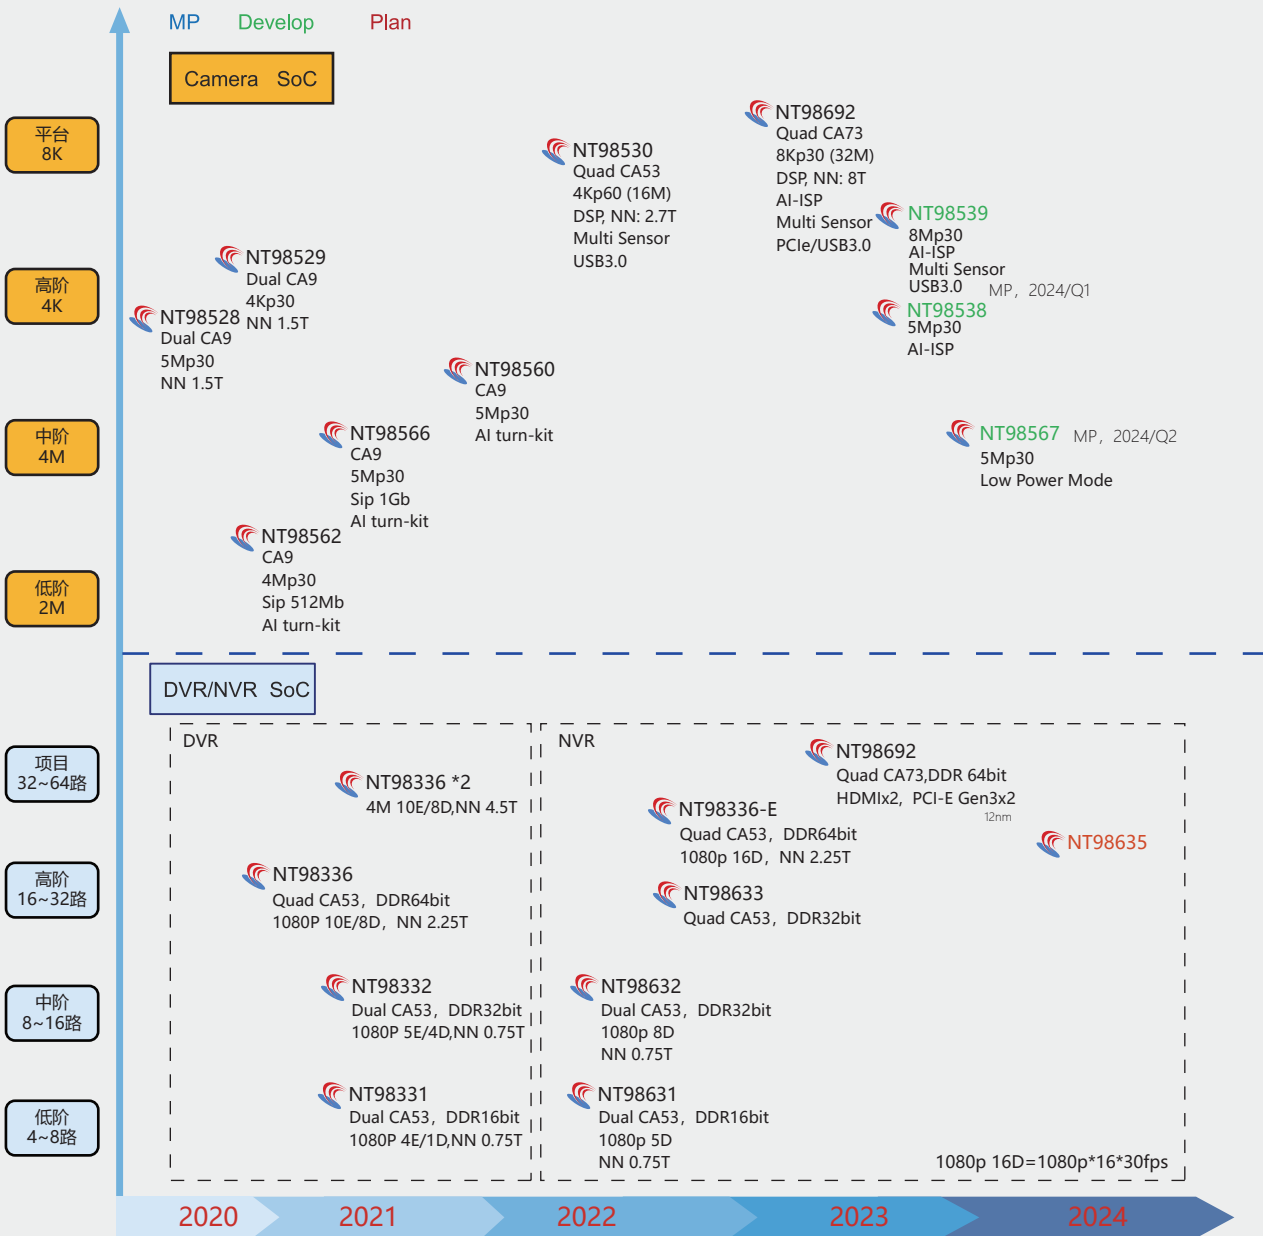 MP Develop Plan
Camera SoC
平台
8K
高阶
4K
中阶
4M
低阶
2M
NT98692
Quad CA73
8Kp30 (32M)
DSP, NN: 8T
AI-ISP
Multi Sensor
PCIe/USB3.0
NT98530
Quad CA53
4Kp60 (16M)
DSP, NN: 2.7T
Multi Sensor
USB3.0
NT98539
8Mp30
AI-ISP
Multi Sensor
USB3.0 MP，2024/Q1
NT98538
5Mp30
AI-ISP
NT98529
Dual CA9
4Kp30
NN 1.5T
NT98528
Dual CA9
5Mp30
NN 1.5T
NT98560
CA9
5Mp30
AI turn-kit
NT98566
CA9
5Mp30
Sip 1Gb
AI turn-kit
NT98567 MP，2024/Q2
5Mp30
Low Power Mode
NT98562
CA9
4Mp30
Sip 512Mb
AI turn-kit
DVR/NVR SoC
项目
32~64路
高阶
16~32路
中阶
8~16路
低阶
4~8路
DVR
NT98336 *2
4M 10E/8D,NN 4.5T
NT98336
Quad CA53，DDR64bit
1080P 10E/8D，NN 2.25T
NT98332
Dual CA53，DDR32bit
1080P 5E/4D,NN 0.75T
NT98331
Dual CA53，DDR16bit
1080P 4E/1D,NN 0.75T
NVR
NT98692
Quad CA73,DDR 64bit
HDMIx2，PCI-E Gen3x2
12nm
NT98336-E
Quad CA53，DDR64bit
1080p 16D，NN 2.25T
NT98635
NT98633
Quad CA53，DDR32bit
NT98632
Dual CA53，DDR32bit
1080p 8D
NN 0.75T
NT98631
Dual CA53，DDR16bit
1080p 5D
NN 0.75T
1080p 16D=1080p*16*30fps
2020 2021 2022 2023 2024